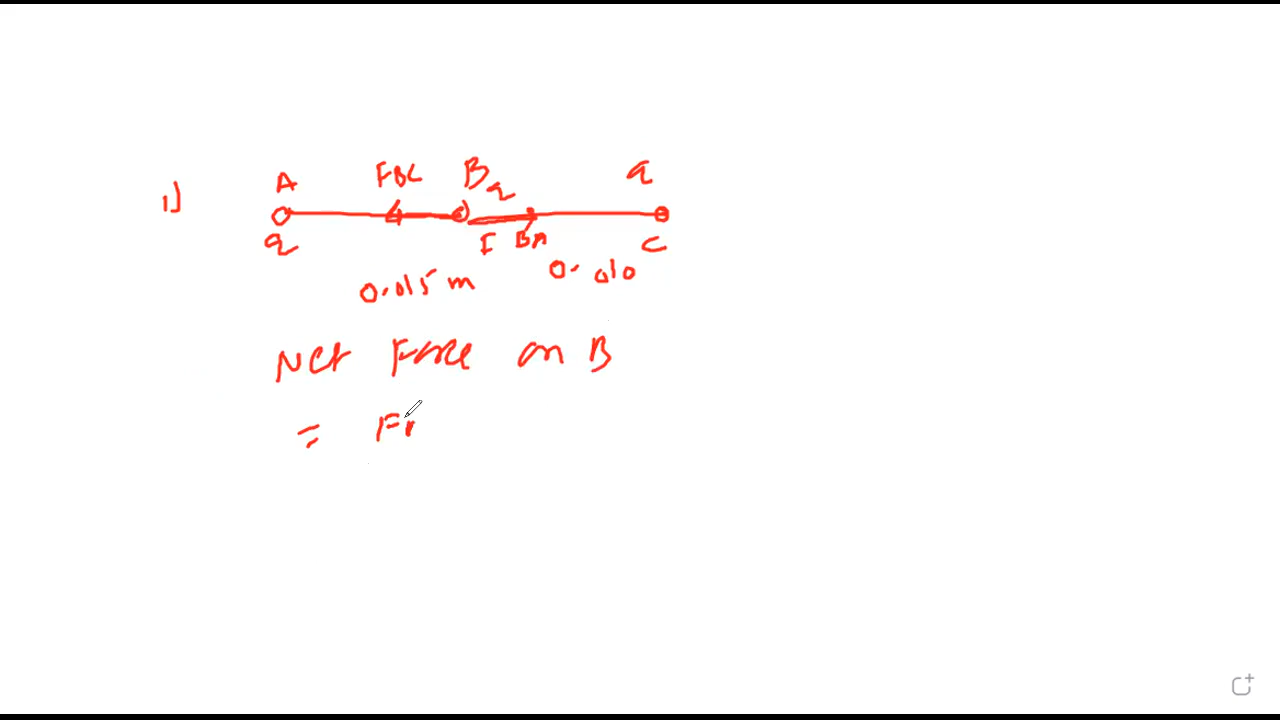 1)
A FBC B q q
q F BA C
0.015 m 0.010
Net Force on B
= F